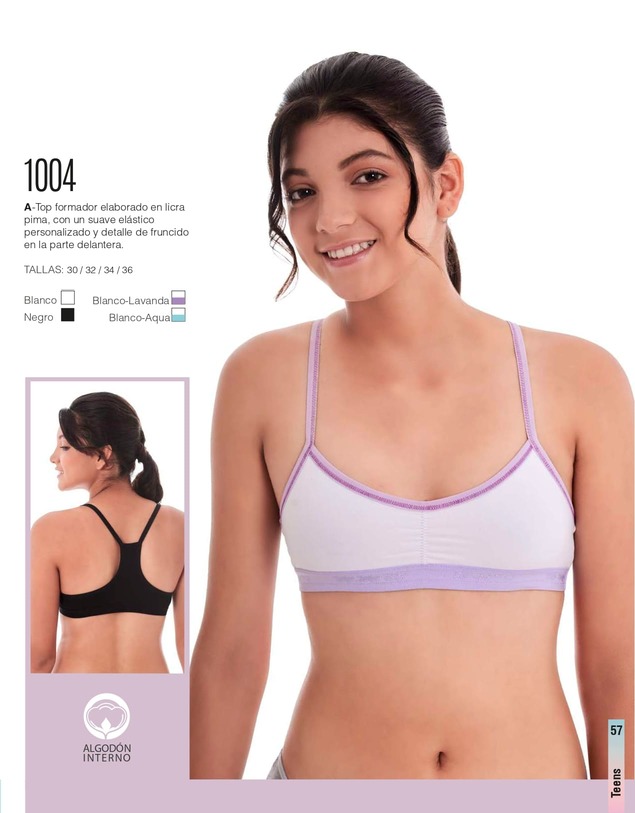 1004
A-Top formador elaborado en licra
pima, con un suave elástico
personalizado y detalle de fruncido
en la parte delantera.
TALLAS: 30 / 32 / 34 / 36
Blanco Blanco-Lavanda
Negro Blanco-Aqua
ALGODÓN
INTERNO
57
Teens